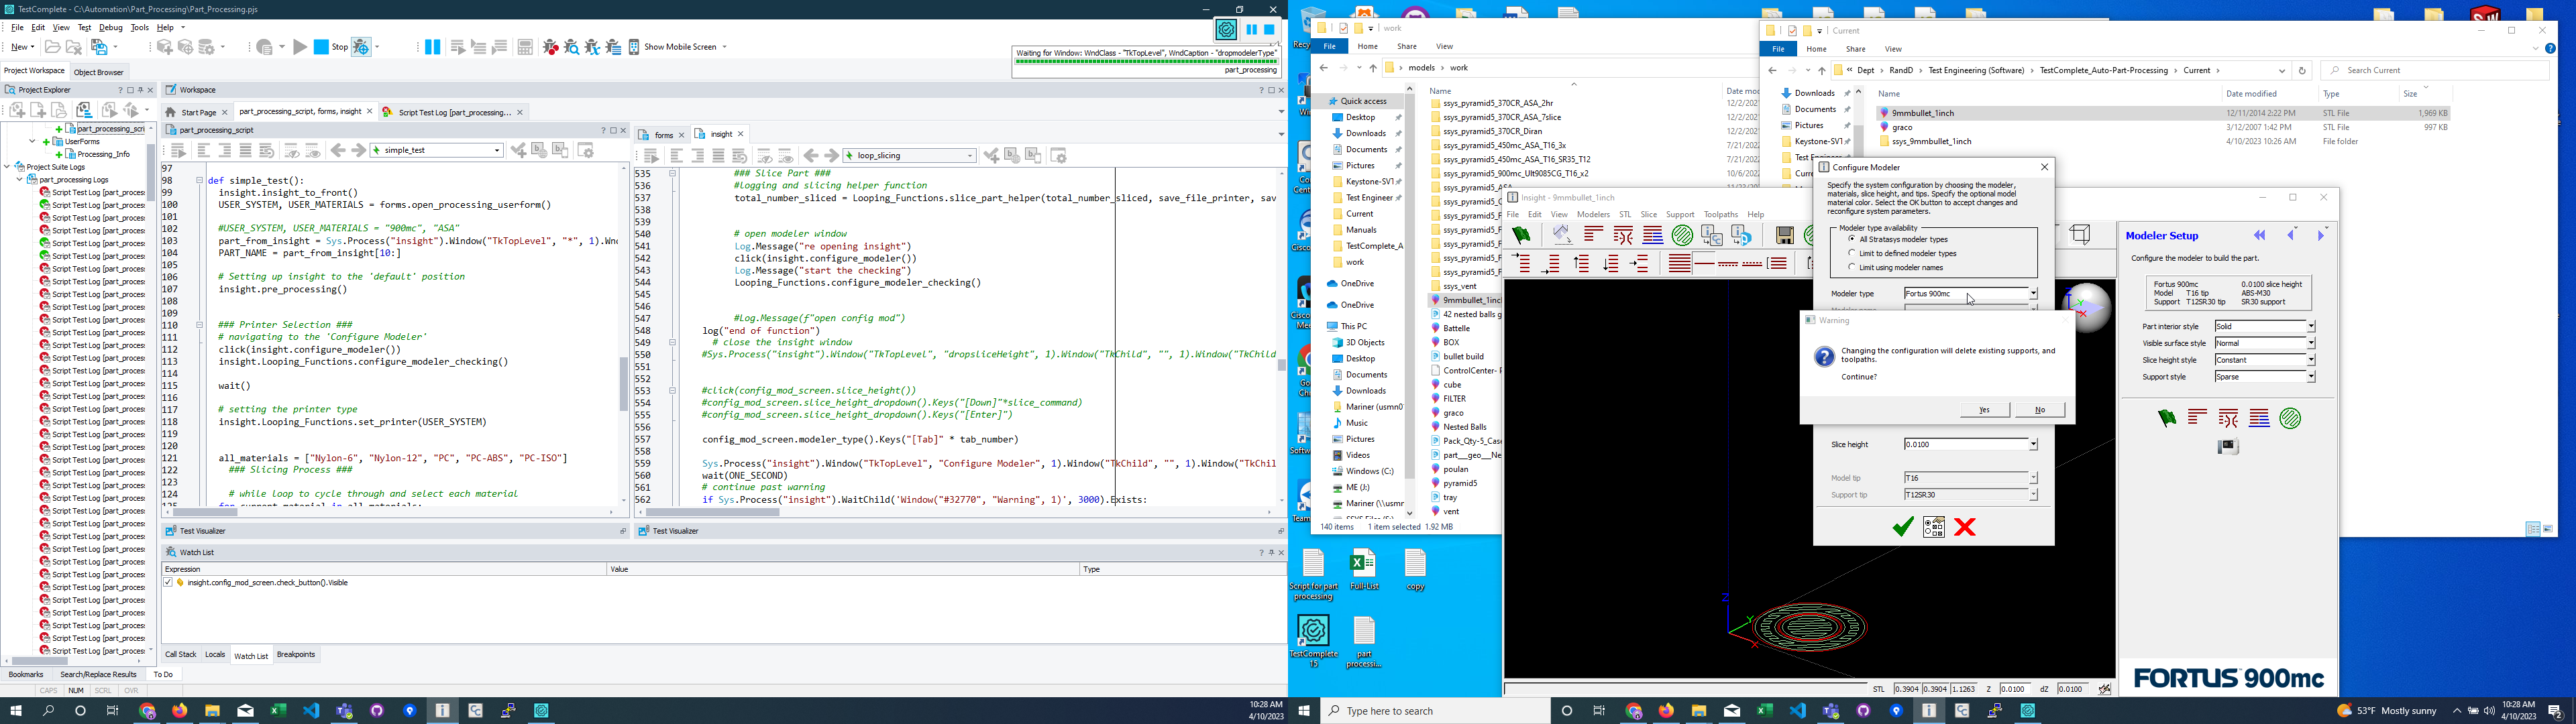 TestComplete - C:\Automation\Part_Processing\Part_Processing.pjs
File Edit View Test Debug Tools Help
New
Stop
Show Mobile Screen
Waiting for Window: WndClass - "TkTopLevel", WndCaption - "dropmodelerType"
part_processing
Project Workspace Object Browser
Project Explorer
part_processing_scri
UserForms
Processing_Info
Project Suite Logs
part_processing Logs
Script Test Log [part_process
Workspace
Start Page
part_processing_script, forms, insight
Script Test Log [part_processing...
part_processing_script
simple_test
97
98 def simple_test():
99 insight.insight_to_front()
100 USER_SYSTEM, USER_MATERIALS = forms.open_processing_userform()
101
102 #USER_SYSTEM, USER_MATERIALS = "900mc", "ASA"
103 part_from_insight = Sys.Process("insight").Window("TkTopLevel", "*", 1).Wnd
104 PART_NAME = part_from_insight[10:]
105
106 # Setting up insight to the 'default' position
107 insight.pre_processing()
108
109
110 ### Printer Selection ###
111 # navigating to the 'Configure Modeler'
112 click(insight.configure_modeler())
113 insight.Looping_Functions.configure_modeler_checking()
114
115 wait()
116
117 # setting the printer type
118 insight.Looping_Functions.set_printer(USER_SYSTEM)
119
120
121 all_materials = ["Nylon-6", "Nylon-12", "PC", "PC-ABS", "PC-ISO"]
122 ### Slicing Process ###
123
124 # while loop to cycle through and select each material
125 for current_material in all_materials:
forms
insight
loop_slicing
535 ### Slice Part ###
536 #logging and slicing helper function
537 total_number_sliced = Looping_Functions.slice_part_helper(total_number_sliced, save_file_printer, sav
538
539
540 # open modeler window
541 Log.Message("re opening insight")
542 click(insight.configure_modeler())
543 Log.Message("start the checking")
544 Looping_Functions.configure_modeler_checking()
545
546
547 #Log.Message(f"open config mod")
548 log("end of function")
549 # close the insight window
550 #Sys.Process("insight").Window("TkTopLevel", "dropsliceHeight", 1).Window("TkChild", "", 1).Window("TkChild
551
552
553 #click(config_mod_screen.slice_height())
554 #config_mod_screen.slice_height_dropdown().Keys("[Down]"*slice_command)
555 #config_mod_screen.slice_height_dropdown().Keys("[Enter]")
556
557 config_mod_screen.modeler_type().Keys("[Tab]" * tab_number)
558
559 Sys.Process("insight").Window("TkTopLevel", "Configure Modeler", 1).Window("TkChild", "", 1).Window("TkChil
560 wait(ONE_SECOND)
561 # continue past warning
562 if Sys.Process("insight").WaitChild('Window("#32770", "Warning", 1)', 3000).Exists:
Test Visualizer
Test Visualizer
Watch List
Expression Value Type
insight.config_mod_screen.check_button().Visible
Call Stack Locals Watch List Breakpoints
Bookmarks Search/Replace Results To Do
CAPS NUM SCRL OVR
10:28 AM
4/10/2023
work
File Home Share View
models > work
Quick access
Desktop
Downloads
Documents
Pictures
Keystone-SV1
Test Engineer
Current
Manuals
TestComplete_A
work
OneDrive
OneDrive
This PC
3D Objects
Desktop
Documents
Downloads
Mariner (usmn0
Music
Pictures
Videos
Windows (C:)
ME (J:)
Mariner (\\usmn
Name
Date mo
ssys_pyramid5_370CR_ASA_2hr 12/2/2021
ssys_pyramid5_370CR_ASA_7slice 12/2/2021
ssys_pyramid5_370CR_Diran 12/2/2021
ssys_pyramid5_450mc_ASA_T16_3x 7/21/2022
ssys_pyramid5_450mc_ASA_T16_SR35_T12 7/21/2022
ssys_pyramid5_900mc_Ult9085CG_T16_x2 10/6/2022
ssys_vent
9mmbullet_1inch
42 nested balls g
Battelle
BOX
bullet build
ControlCenter- P
cube
FILTER
graco
Nested Balls
Pack_Qty-5_Case
part__geo__Ne
poulan
pyramid5
tray
vent
140 items 1 item selected 1.92 MB
Current
File Home Share View
Dept > RandD > Test Engineering (Software) > TestComplete_Auto-Part-Processing > Current
Search Current
Downloads
Documents
Pictures
Keystone-SV1
Test Engineer
Name Date modified Type Size
9mmbullet_1inch 12/11/2014 2:22 PM STL File 1,969 KB
graco 3/12/2007 1:42 PM STL File 997 KB
ssys_9mmbullet_1inch 4/10/2023 10:26 AM File folder
Insight - 9mmbullet_1inch
File Edit View Modelers STL Slice Support Toolpaths Help
Configure Modeler
Specify the system configuration by choosing the modeler,
materials, slice height, and tips. Specify the optional model
material color. Select the OK button to accept changes and
reconfigure system parameters.
Modeler type availability
All Stratasys modeler types
Limit to defined modeler types
Limit using modeler names
Modeler type Fortus 900mc
Warning
Changing the configuration will delete existing supports, and
toolpaths.
Continue?
Yes No
Slice height 0.0100
Model tip T16
Support tip T12SR30
Modeler Setup
Configure the modeler to build the part.
Fortus 900mc 0.0100 slice height
Model T16 tip ABS-M30
Support T12SR30 tip SR30 support
Part interior style Solid
Visible surface style Normal
Slice height style Constant
Support style Sparse
Z
Y
X
FORTUS 900mc
STL 0.3904 0.3904 1.1263 Z 0.0100 dZ 0.0100
Script for part
processing
Full-List
copy
TestComplete
15
part
processi...
Type here to search
53°F Mostly sunny
10:28 AM
4/10/2023